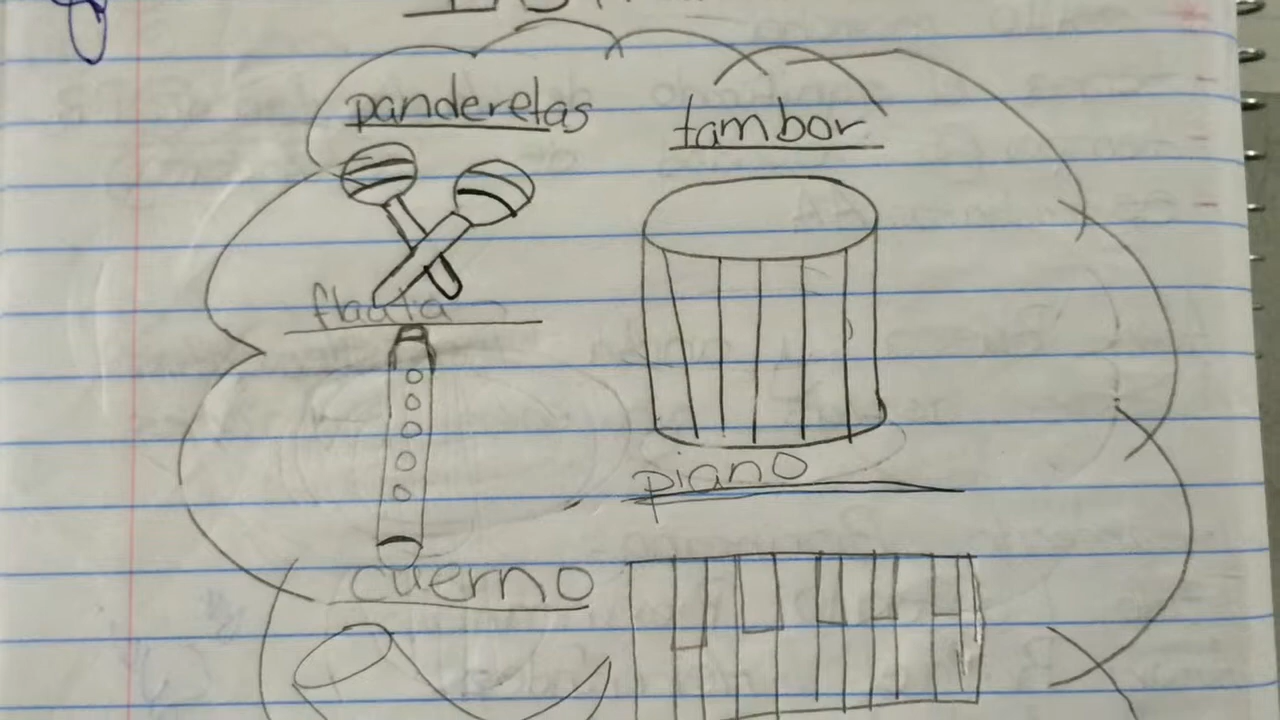 panderetas
tambor
flauta
piano
cuerno